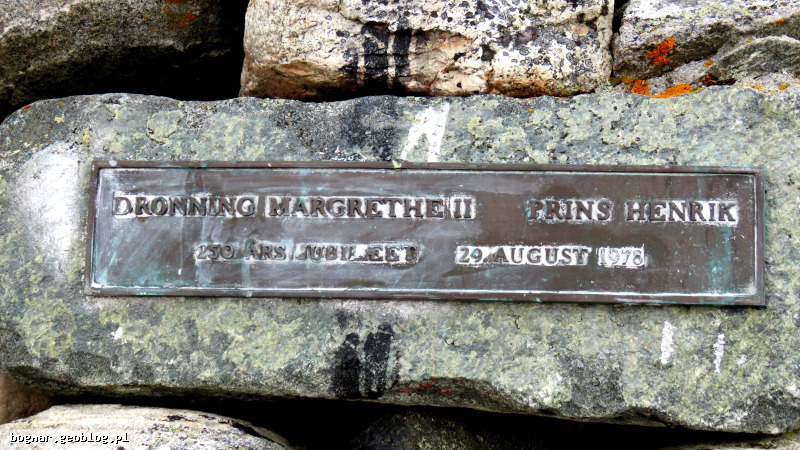 DRONNING MARGRETHE II PRINS HENRIK
250 ÅRS JUBILÆET 29. AUGUST 1978
bognar.geoblog.pl